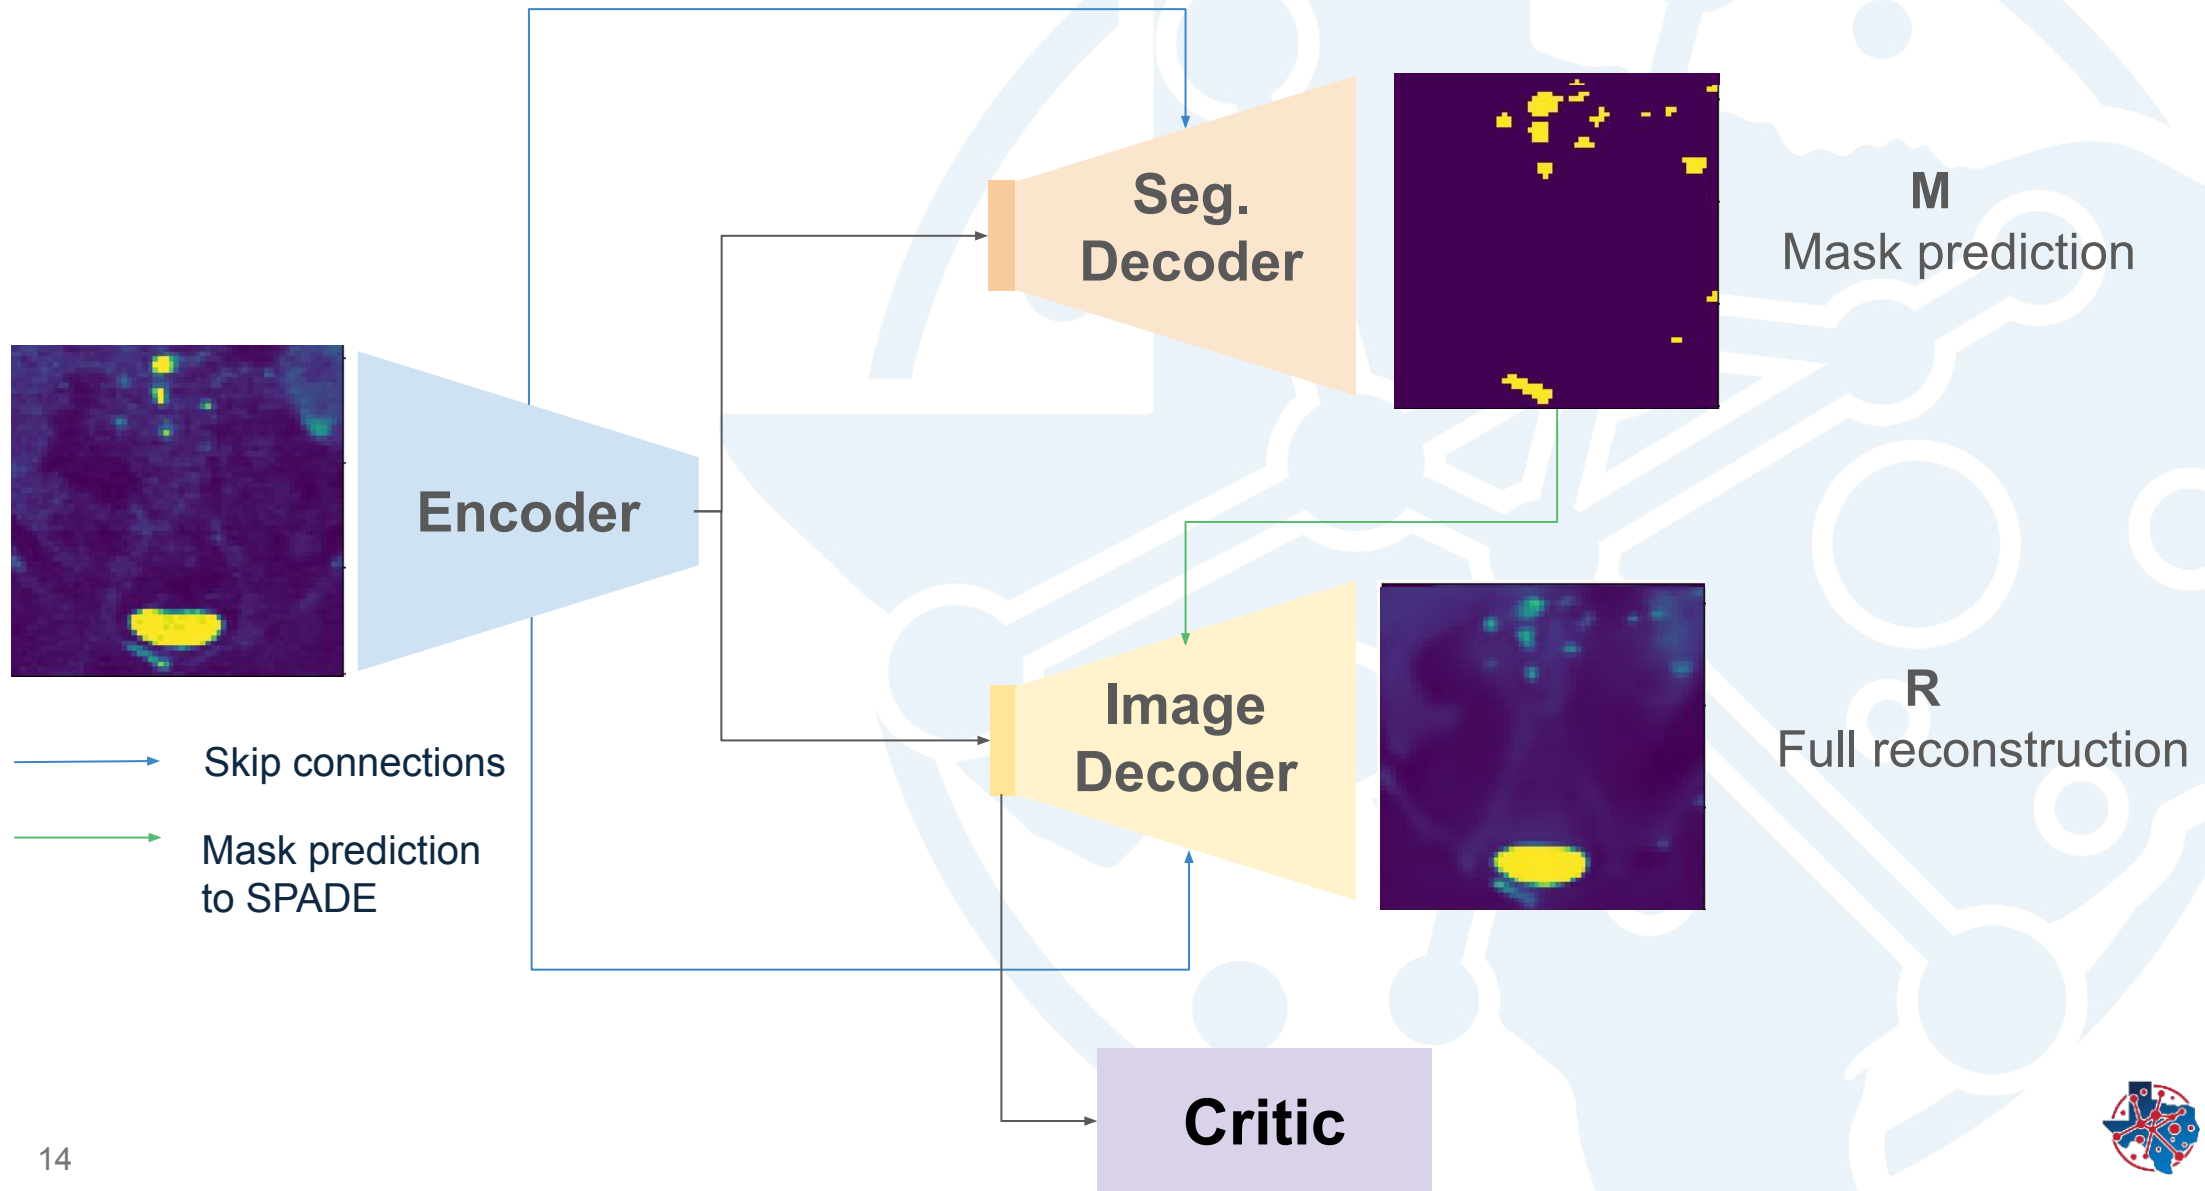 Seg.
Decoder
M
Mask prediction
Encoder
Image
Decoder
R
Full reconstruction
Skip connections
Mask prediction
to SPADE
Critic
14